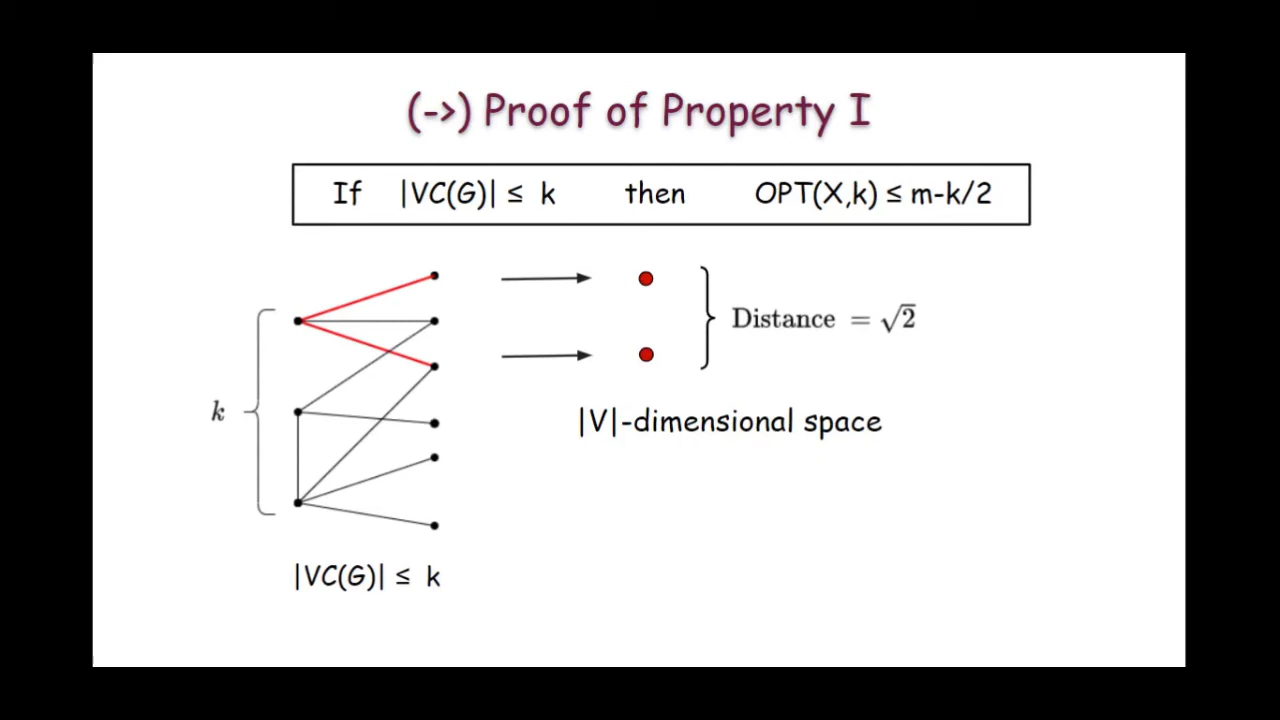 (->) Proof of Property I
If |VC(G)| ≤ k then OPT(X,k) ≤ m-k/2
Distance = √2
k
|V|-dimensional space
|VC(G)| ≤ k